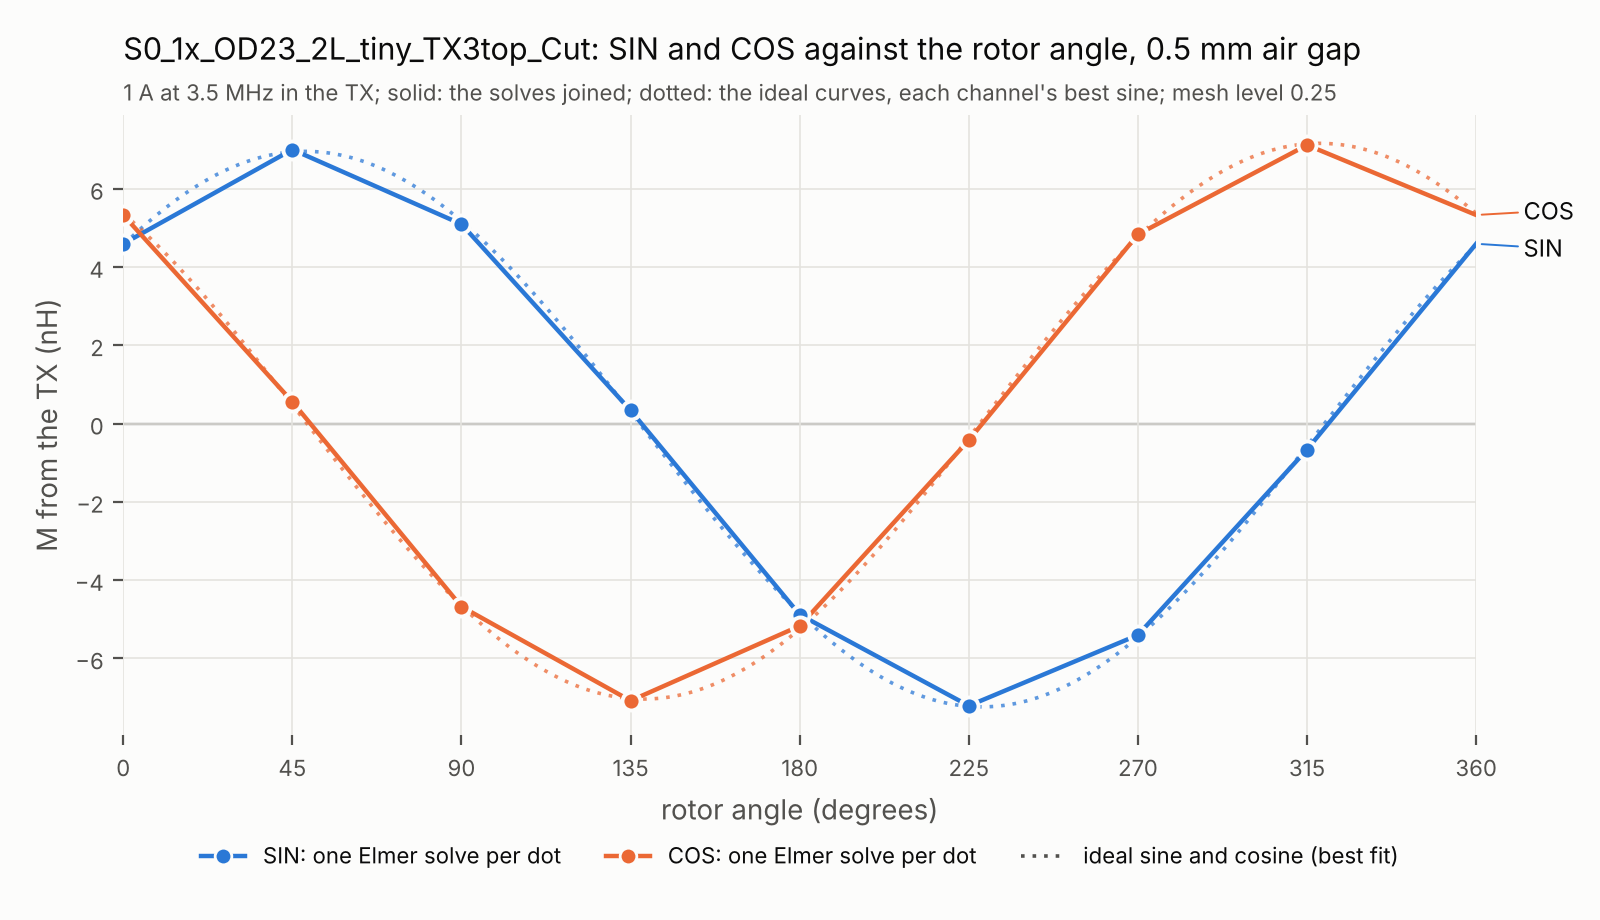 S0_1x_OD23_2L_tiny_TX3top_Cut: SIN and COS against the rotor angle, 0.5 mm air gap
1 A at 3.5 MHz in the TX; solid: the solves joined; dotted: the ideal curves, each channel's best sine; mesh level 0.25
M from the TX (nH)
6
4
2
0
−2
−4
−6
COS
SIN
0 45 90 135 180 225 270 315 360
rotor angle (degrees)
SIN: one Elmer solve per dot COS: one Elmer solve per dot ideal sine and cosine (best fit)